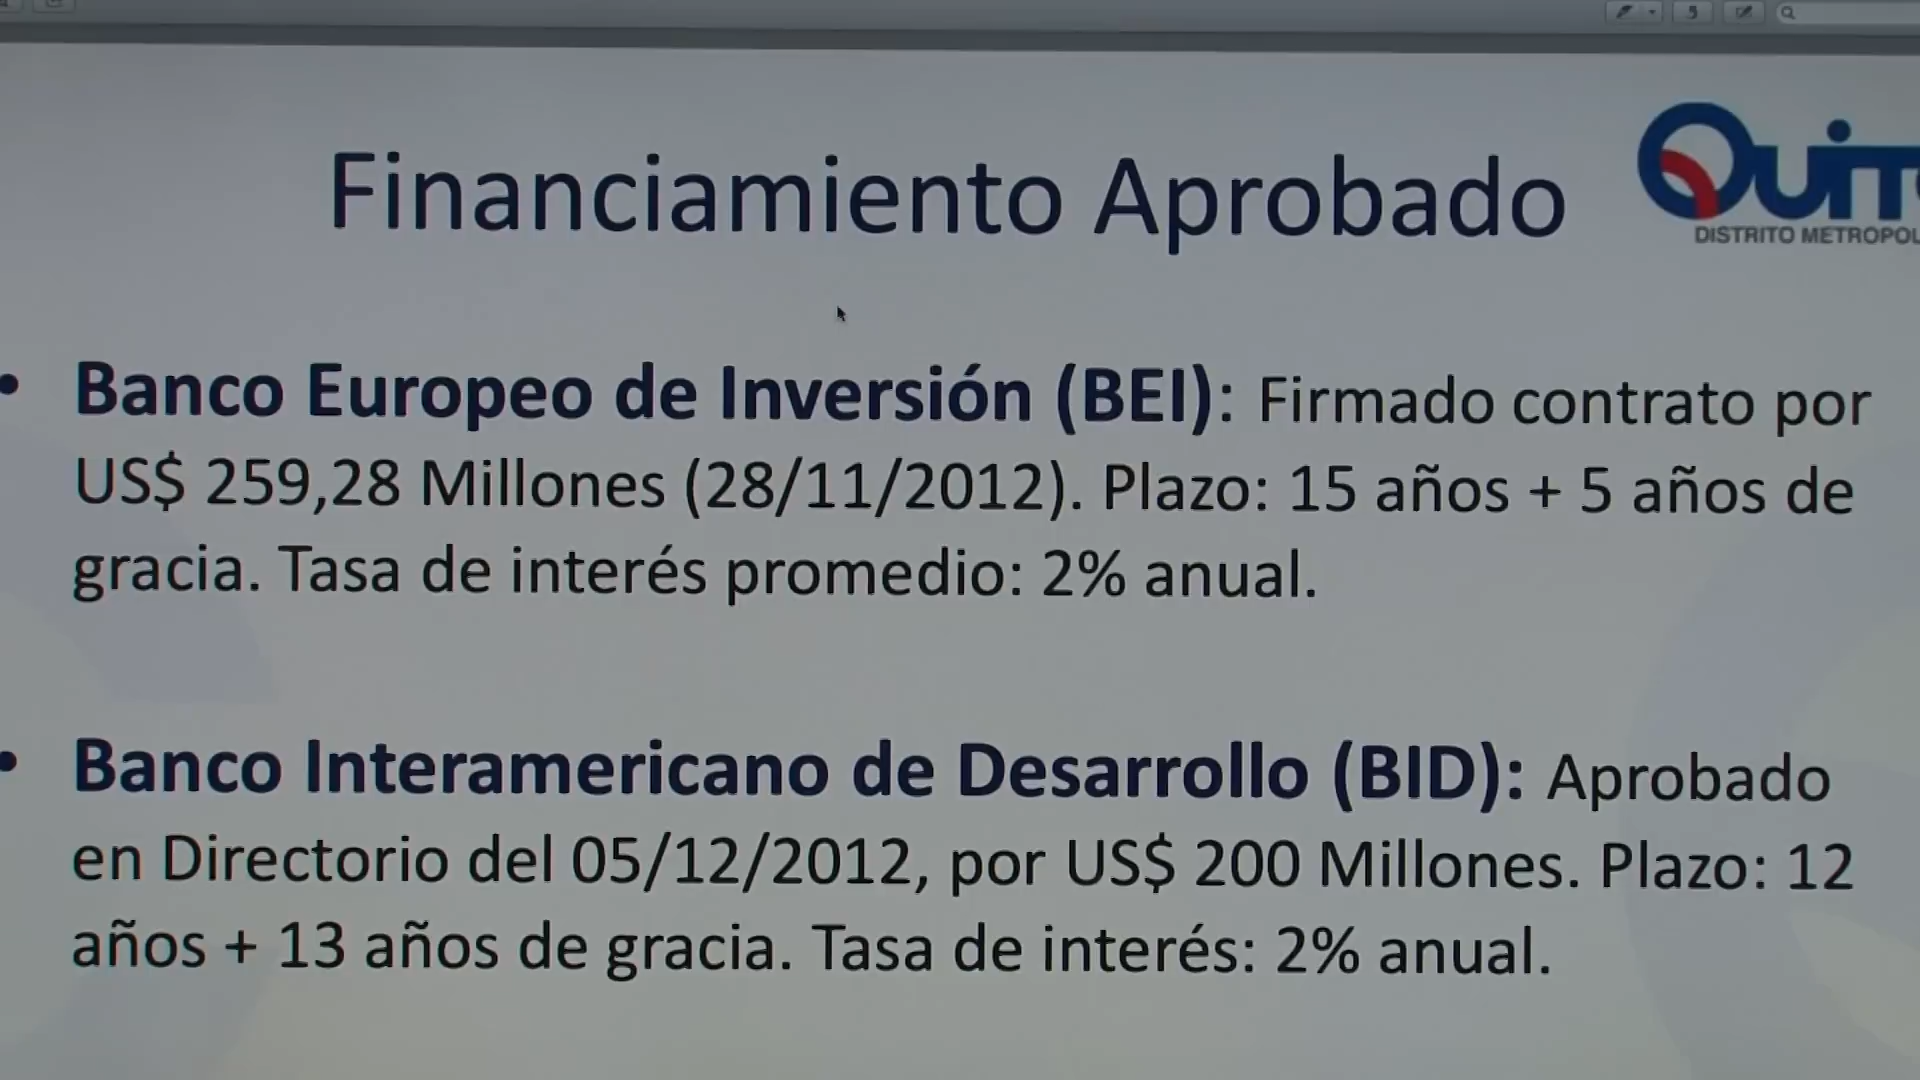 Financiamiento Aprobado
QUIT
DISTRITO METROPOL
• Banco Europeo de Inversión (BEI): Firmado contrato por
US$ 259,28 Millones (28/11/2012). Plazo: 15 años + 5 años de
gracia. Tasa de interés promedio: 2% anual.
• Banco Interamericano de Desarrollo (BID): Aprobado
en Directorio del 05/12/2012, por US$ 200 Millones. Plazo: 12
años + 13 años de gracia. Tasa de interés: 2% anual.